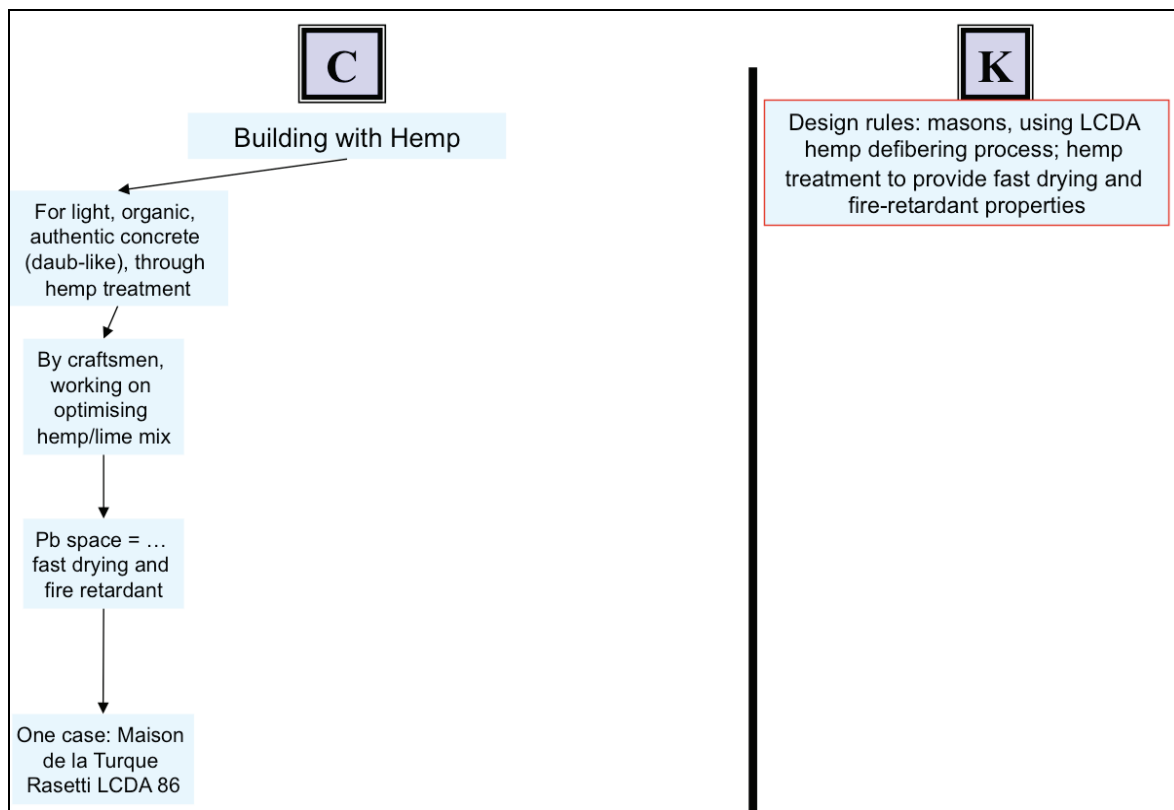 C
Building with Hemp
For light, organic,
authentic concrete
(daub-like), through
hemp treatment
By craftsmen,
working on
optimising
hemp/lime mix
Pb space = …
fast drying and
fire retardant
One case: Maison
de la Turque
Rasetti LCDA 86
K
Design rules: masons, using LCDA
hemp defibering process; hemp
treatment to provide fast drying and
fire-retardant properties